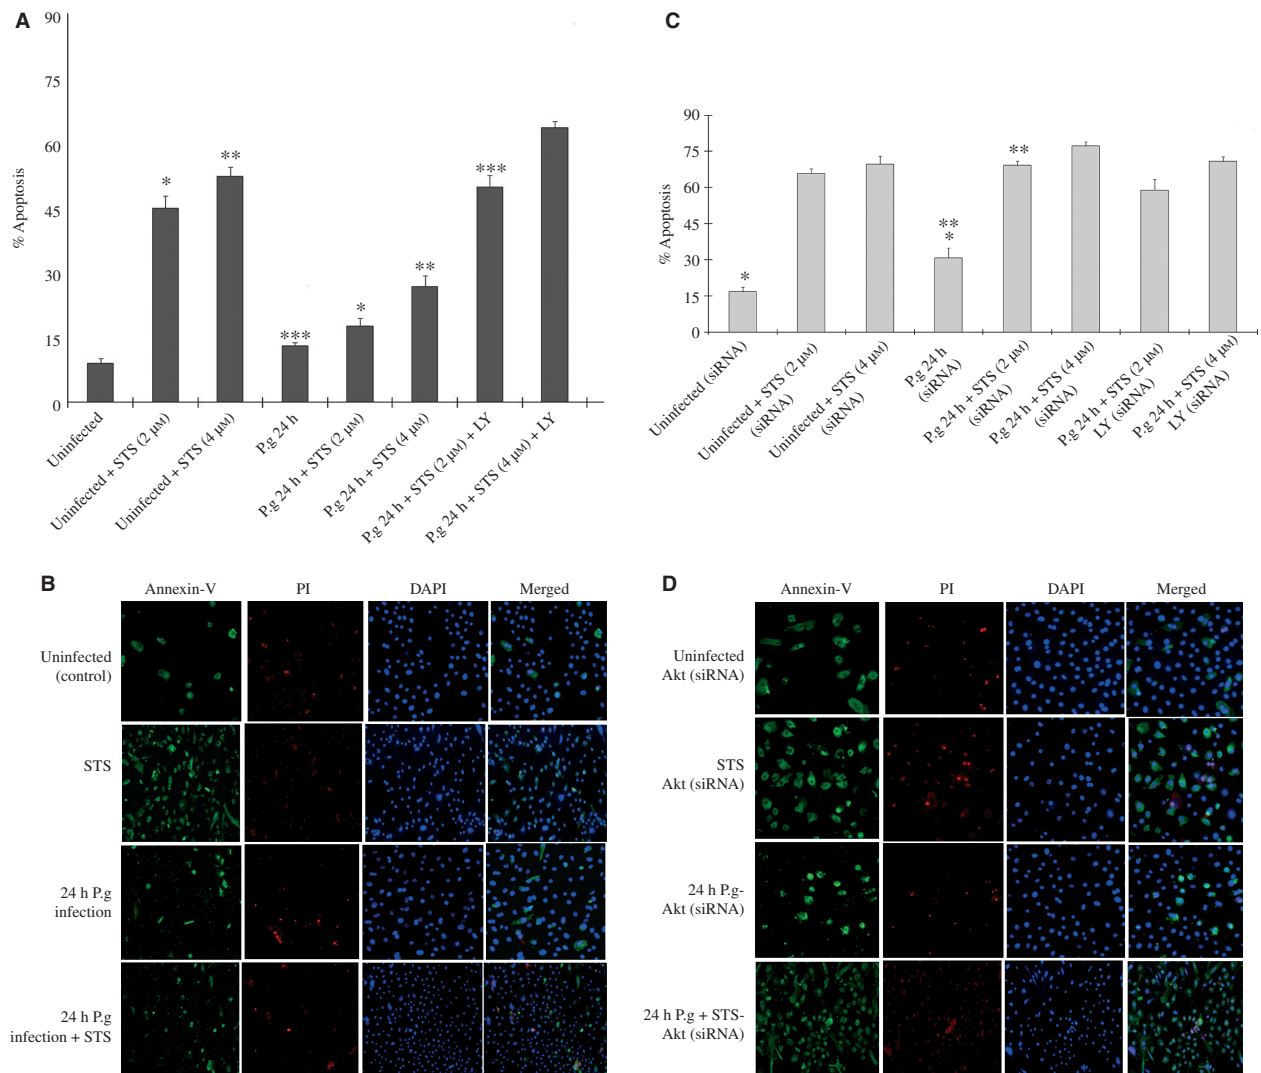 A
90
75
60
45
30
15
0
% Apoptosis
*
**
***
*
**
***
Uninfected
Uninfected + STS (2 µM)
Uninfected + STS (4 µM)
P.g 24 h
P.g 24 h + STS (2 µM)
P.g 24 h + STS (4 µM)
P.g 24 h + STS (2 µM) + LY
P.g 24 h + STS (4 µM) + LY
C
90
75
60
45
30
15
0
% Apoptosis
*
**
*
**
Uninfected (siRNA)
Uninfected + STS (2 µM)
(siRNA)
Uninfected + STS (4 µM)
(siRNA)
P.g 24 h
(siRNA)
P.g 24 h + STS (2 µM)
(siRNA)
P.g 24 h + STS (4 µM)
(siRNA)
P.g 24 h + STS (2 µM)
LY (siRNA)
P.g 24 h + STS (4 µM)
LY (siRNA)
B
Annexin-V PI DAPI Merged
Uninfected
(control)
STS
24 h P.g
infection
24 h P.g
infection + STS
D
Annexin-V PI DAPI Merged
Uninfected
Akt (siRNA)
STS
Akt (siRNA)
24 h P.g-
Akt (siRNA)
24 h P.g + STS-
Akt (siRNA)